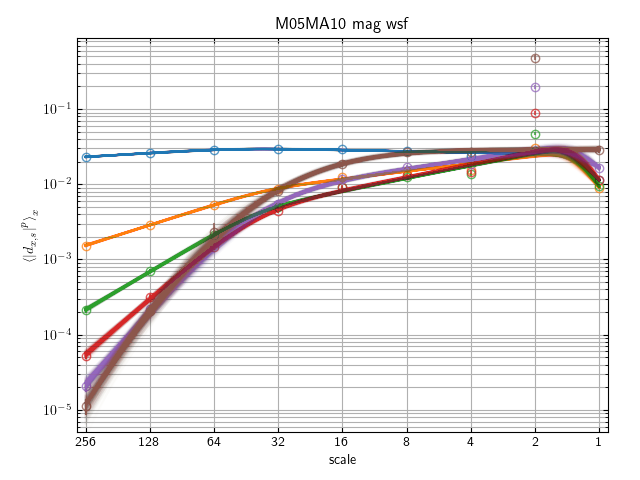 M05MA10 mag wsf
⟨|d_{x,s}|^p⟩_x
10^{-1}
10^{-2}
10^{-3}
10^{-4}
10^{-5}
256 128 64 32 16 8 4 2 1
scale